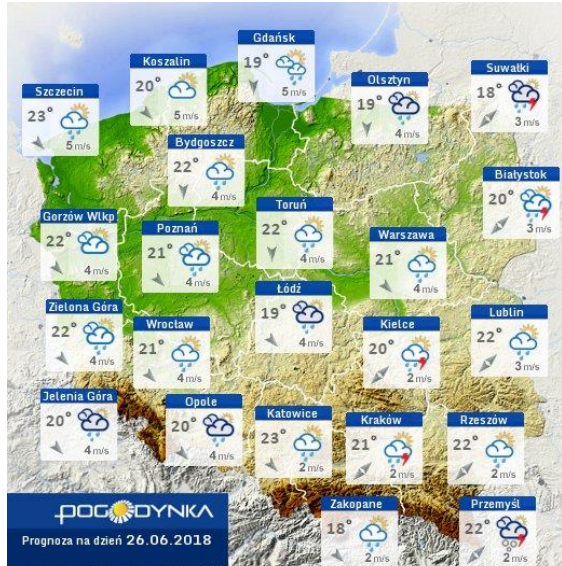 Gdańsk
19°
5 m/s
Koszalin
20°
5 m/s
Suwałki
18°
3 m/s
Olsztyn
19°
4 m/s
Szczecin
23°
5 m/s
Bydgoszcz
22°
4 m/s
Białystok
20°
3 m/s
Toruń
22°
4 m/s
Gorzów Wlkp
22°
4 m/s
Poznań
21°
4 m/s
Warszawa
21°
4 m/s
Łódź
19°
4 m/s
Zielona Góra
22°
4 m/s
Wrocław
21°
4 m/s
Kielce
20°
2 m/s
Lublin
22°
3 m/s
Jelenia Góra
20°
4 m/s
Opole
20°
4 m/s
Katowice
23°
2 m/s
Kraków
21°
2 m/s
Rzeszów
22°
2 m/s
Zakopane
18°
2 m/s
Przemyśl
22°
2 m/s
POGODYNKA
Prognoza na dzień 26.06.2018